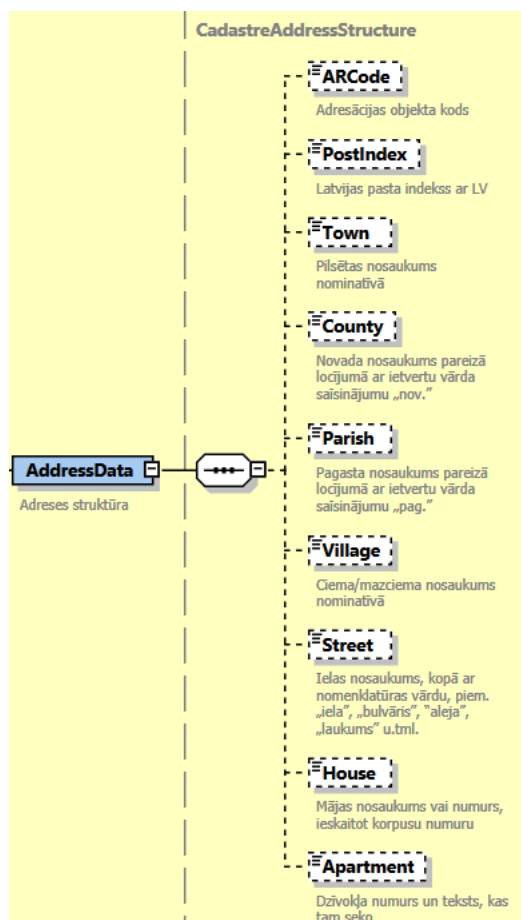 CadastreAddressStructure
ARCode
Adresācijas objekta kods
PostIndex
Latvijas pasta indekss ar LV
Town
Pilsētas nosaukums
nominatīvā
County
Novada nosaukums pareizā
locījumā ar ietvertu vārda
saīsinājumu „nov.”
Parish
Pagasta nosaukums pareizā
locījumā ar ietvertu vārda
saīsinājumu „pag.”
AddressData
Adreses struktūra
Village
Ciema/mazciema nosaukums
nominatīvā
Street
Ielas nosaukums, kopā ar
nomenklatūras vārdu, piem.
„iela”, „bulvāris”, “aleja”,
„laukums” u.tml.
House
Mājas nosaukums vai numurs,
ieskaitot korpusu numuru
Apartment
Dzīvokļa numurs un teksts, kas
tam seko